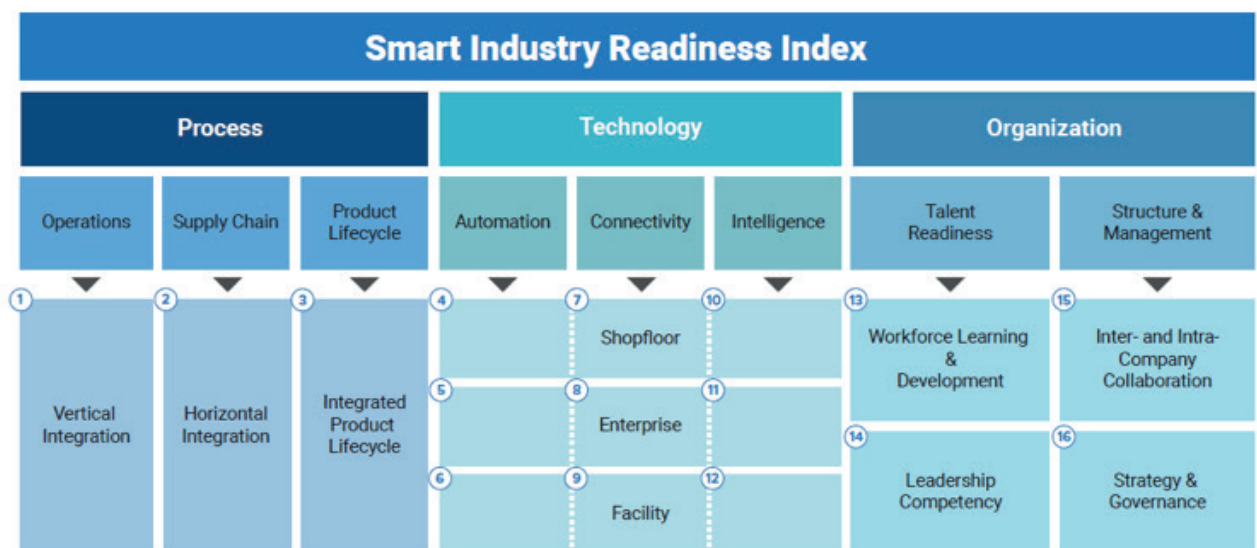 Smart Industry Readiness Index
Process
Technology
Organization
Operations
Supply Chain
Product
Lifecycle
Automation
Connectivity
Intelligence
Talent
Readiness
Structure &
Management
1
Vertical
Integration
2
Horizontal
Integration
3
Integrated
Product
Lifecycle
4
7
Shopfloor
10
5
8
Enterprise
11
6
9
Facility
12
13
Workforce Learning
&
Development
15
Inter- and Intra-
Company
Collaboration
14
Leadership
Competency
16
Strategy &
Governance